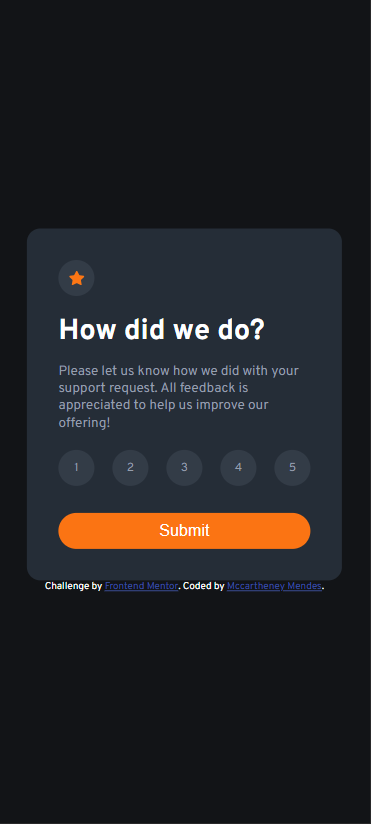 How did we do?
Please let us know how we did with your
support request. All feedback is
appreciated to help us improve our
offering!
1 2 3 4 5
Submit
Challenge by Frontend Mentor. Coded by Mccartheney Mendes.